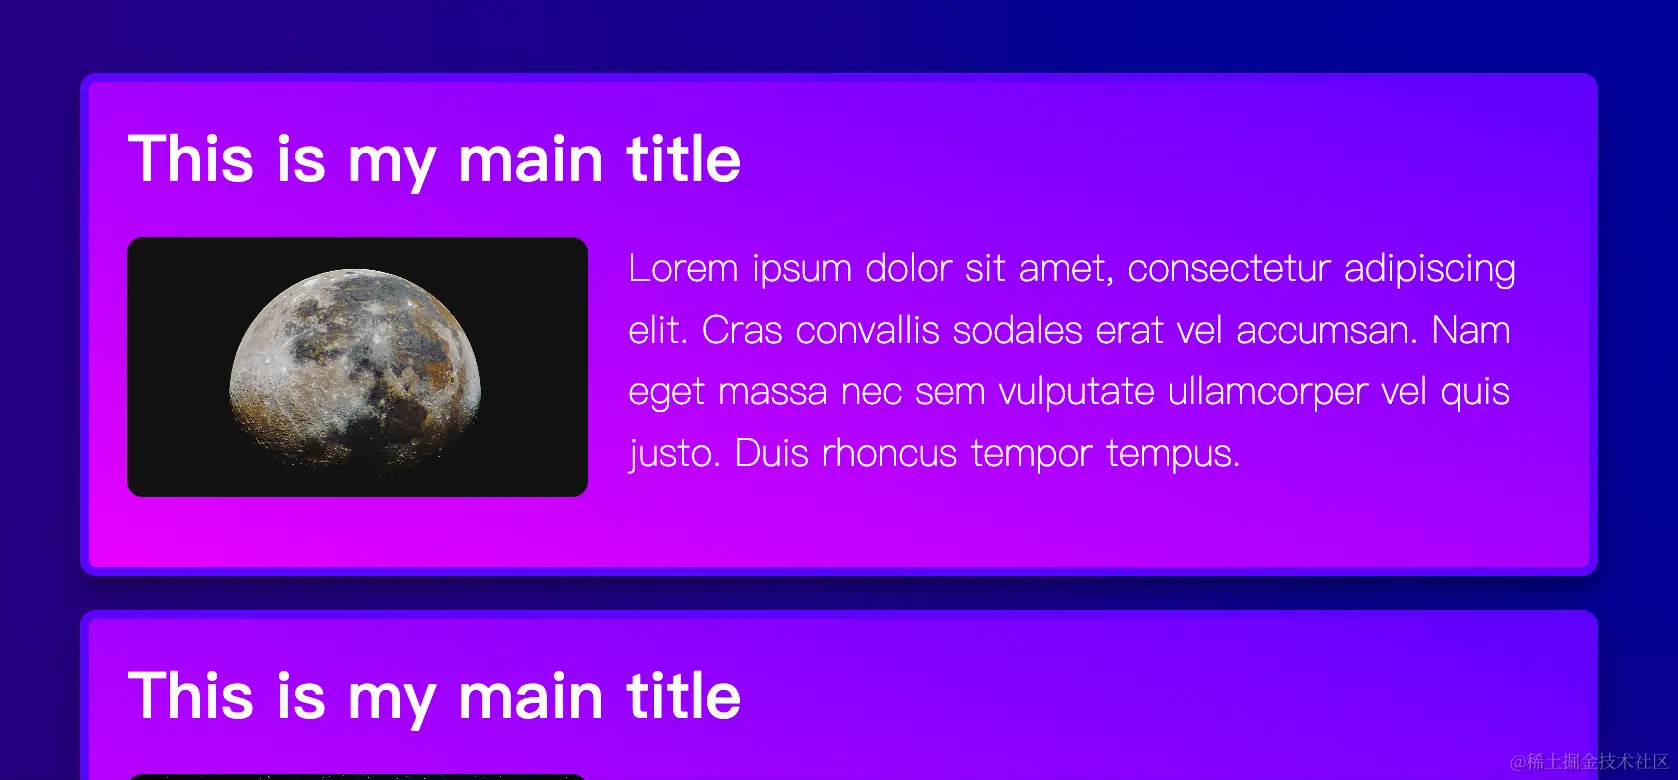 This is my main title
Lorem ipsum dolor sit amet, consectetur adipiscing
elit. Cras convallis sodales erat vel accumsan. Nam
eget massa nec sem vulputate ullamcorper vel quis
justo. Duis rhoncus tempor tempus.
This is my main title
@稀土掘金技术社区